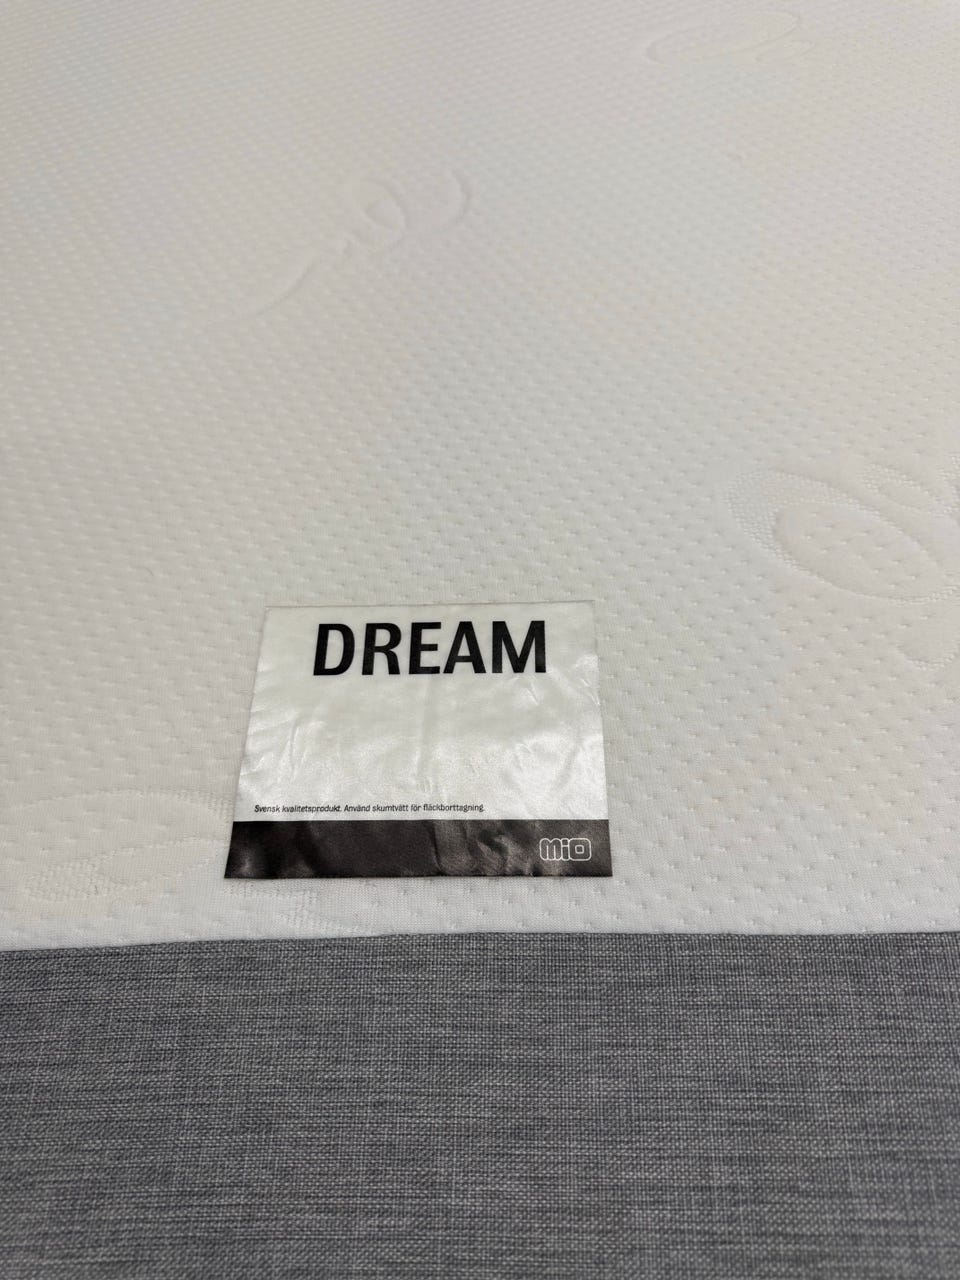 DREAM
Svensk kvalitetsprodukt. Använd skumtvätt för fläckborttagning.
MiO